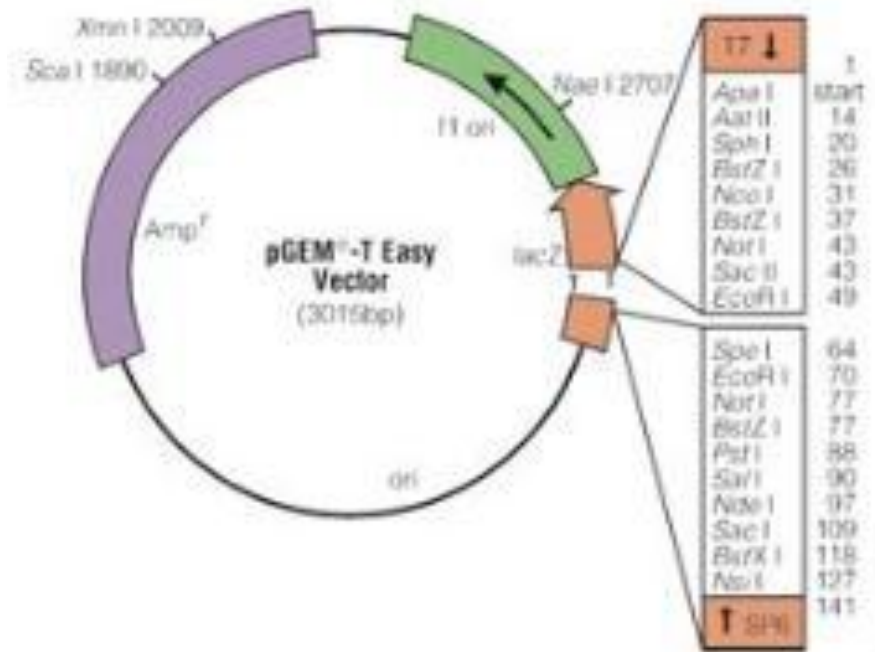 Xmn I 2009
Sca I 1890
Nae I 2707
f1 ori
Amp^r
pGEM®-T Easy
Vector
(3015bp)
lacZ
T T
ori
T7 ↓
1
start
Apa I
Aat II 14
Sph I 20
BstZ I 26
Nco I 31
BstZ I 37
Not I 43
Sac II 43
EcoR I 49
Spe I 64
EcoR I 70
Not I 77
BstZ I 77
Pst I 88
Sal I 90
Nde I 97
Sac I 109
BstX I 118
Nsi I 127
141
↑ SP6